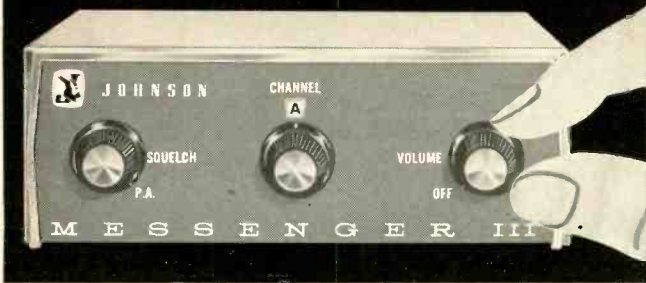 JOHNSON
CHANNEL
A
SQUELCH
VOLUME
P.A.
OFF
MESSENGER III